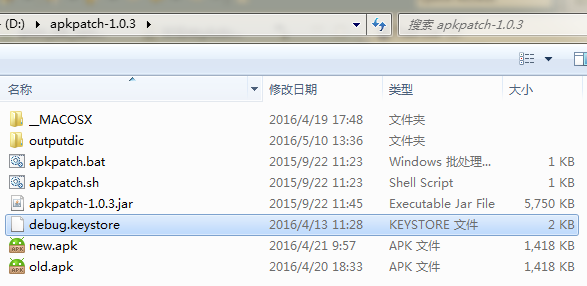 (D:) ▸ apkpatch-1.0.3 ▸ 搜索 apkpatch-1.0.3
名称 修改日期 类型 大小
__MACOSX 2016/4/19 17:48 文件夹
outputdic 2016/5/10 13:36 文件夹
apkpatch.bat 2015/9/22 11:23 Windows 批处理... 1 KB
apkpatch.sh 2015/9/22 11:23 Shell Script 1 KB
apkpatch-1.0.3.jar 2015/9/22 11:45 Executable Jar File 5,750 KB
debug.keystore 2016/4/13 11:28 KEYSTORE 文件 2 KB
new.apk 2016/4/21 9:57 APK 文件 1,418 KB
old.apk 2016/4/20 18:33 APK 文件 1,418 KB